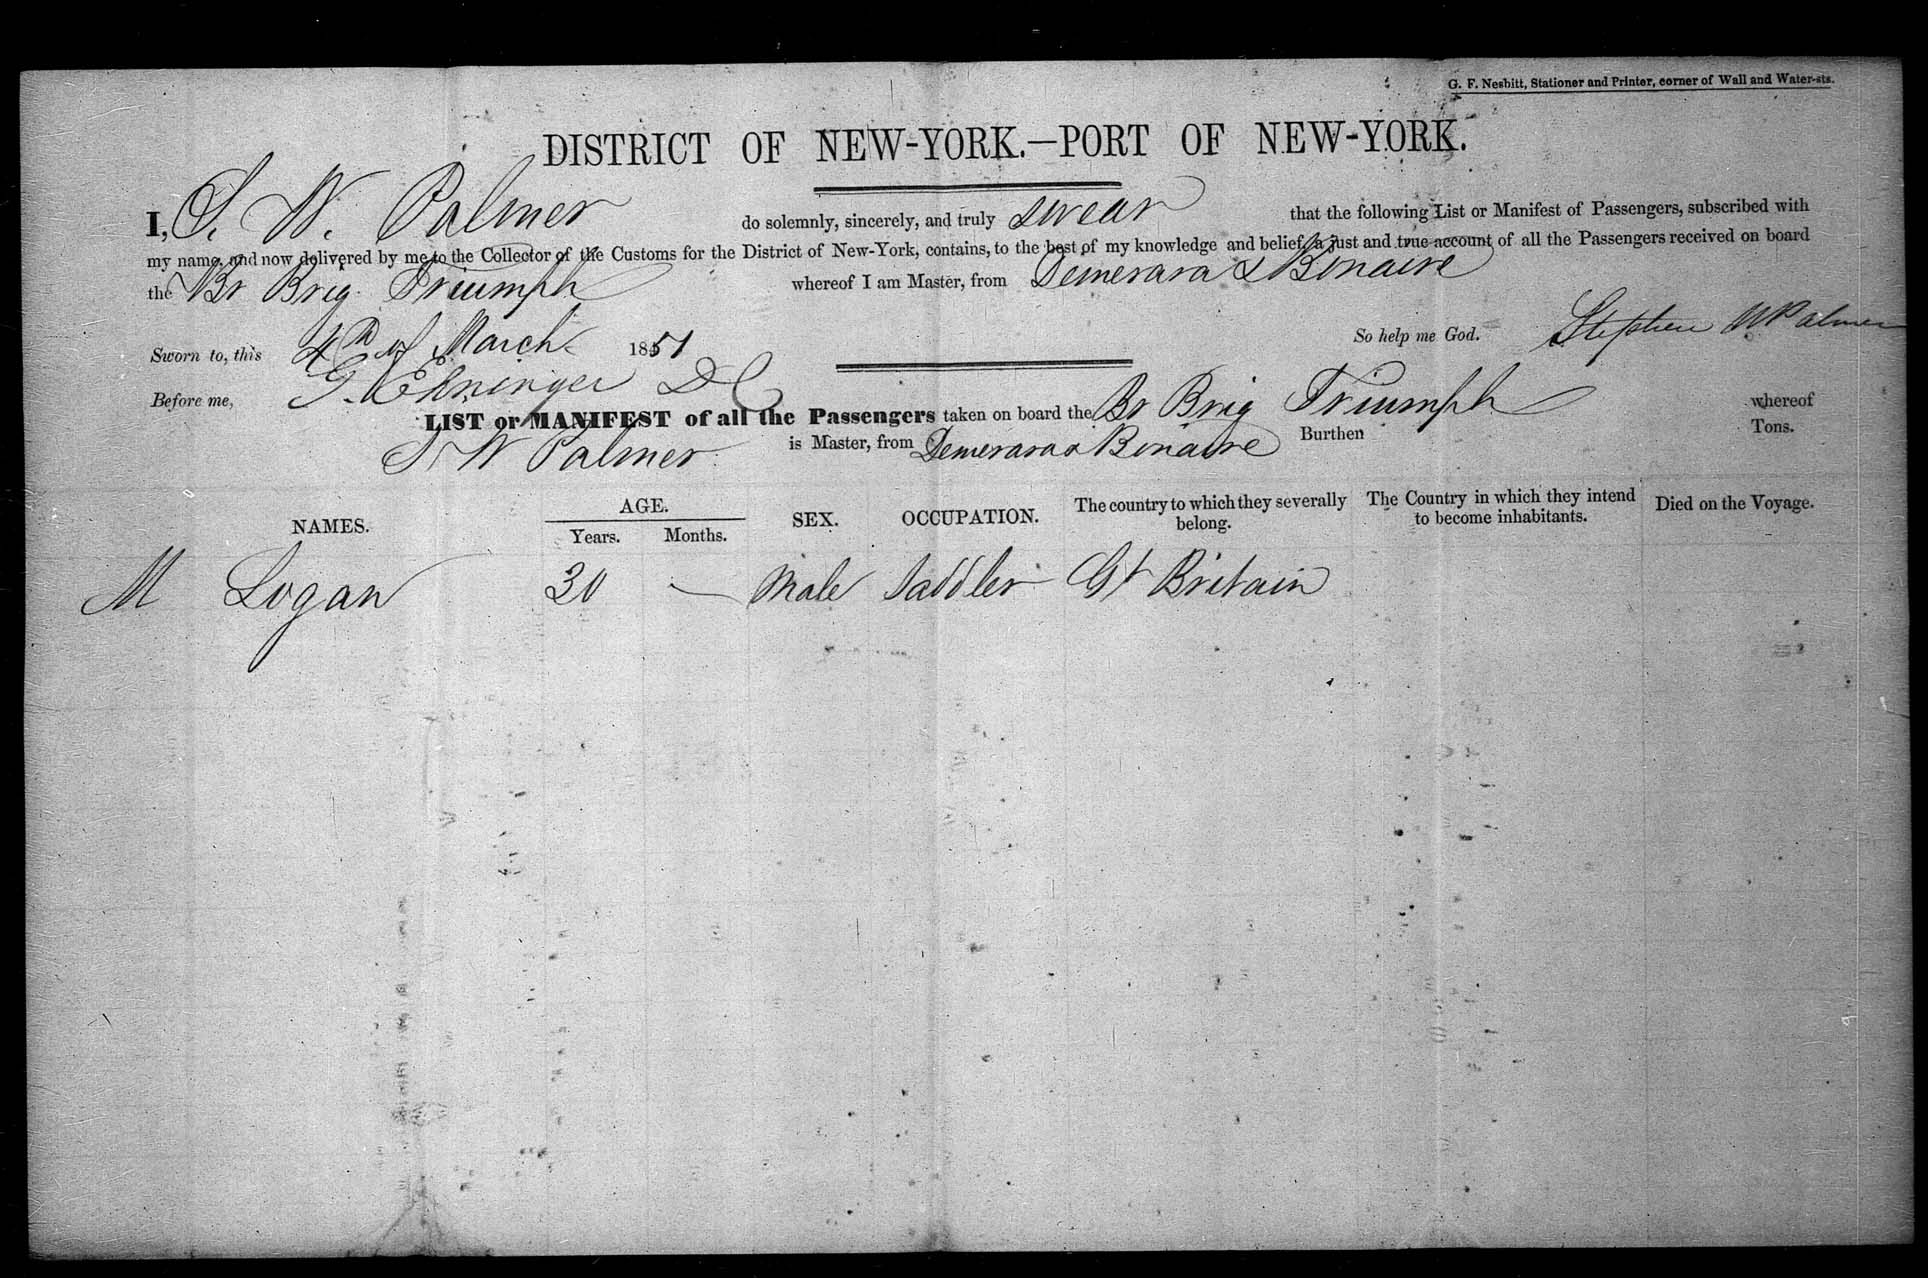 G. F. Nesbitt, Stationer and Printer, corner of Wall and Water-sts.
DISTRICT OF NEW-YORK.—PORT OF NEW-YORK.
I, S. W. Palmer do solemnly, sincerely, and truly swear that the following List or Manifest of Passengers, subscribed with
my name, and now delivered by me to the Collector of the Customs for the District of New-York, contains, to the best of my knowledge and belief, a just and true account of all the Passengers received on board
the Br Brig Triumph whereof I am Master, from Demerara & Bonaire
So help me God. Stephen W Palmer
Sworn to, this 4th of March 1851
Before me, G. Ehninger DC
LIST or MANIFEST of all the Passengers taken on board the Br Brig Triumph whereof
S W Palmer is Master, from Demerara & Bonaire Burthen Tons.
NAMES. AGE. Years. Months. SEX. OCCUPATION. The country to which they severally belong. The Country in which they intend to become inhabitants. Died on the Voyage.
M Logan 30 — Male Saddler Gt Britain